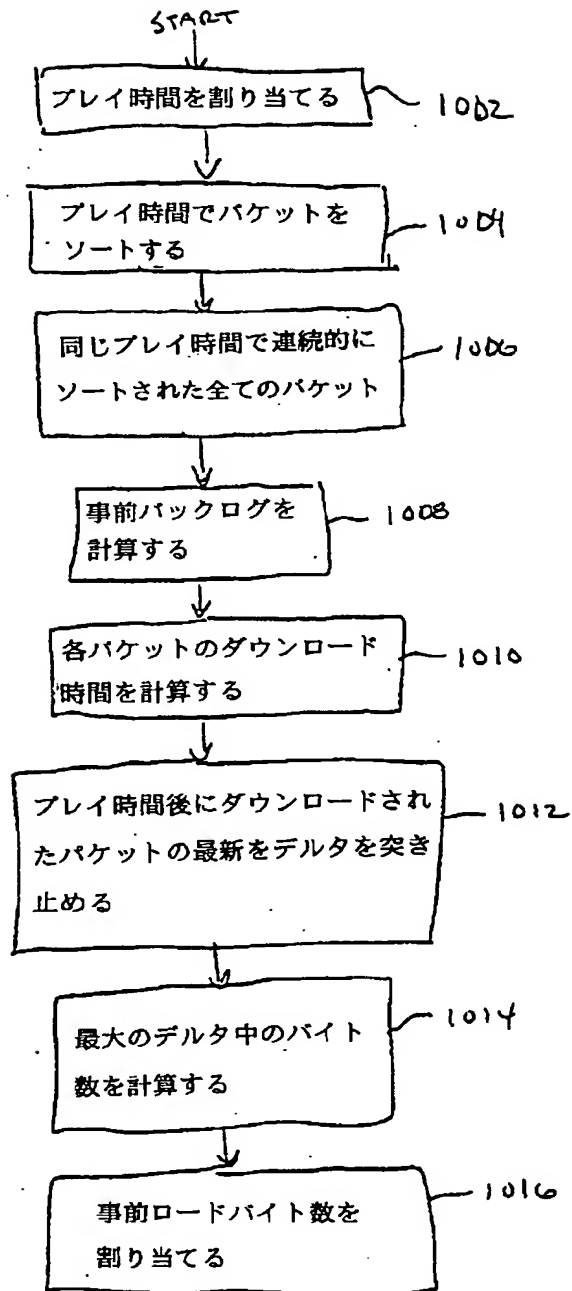 START
プレイ時間を割り当てる
1002
プレイ時間でパケットを
ソートする
1004
同じプレイ時間で連続的に
ソートされた全てのパケット
1006
事前バックログを
計算する
1008
各パケットのダウンロード
時間を計算する
1010
プレイ時間後にダウンロードされ
たパケットの最新をデルタを突き
止める
1012
最大のデルタ中のバイト
数を計算する
1014
事前ロードバイト数を
割り当てる
1016